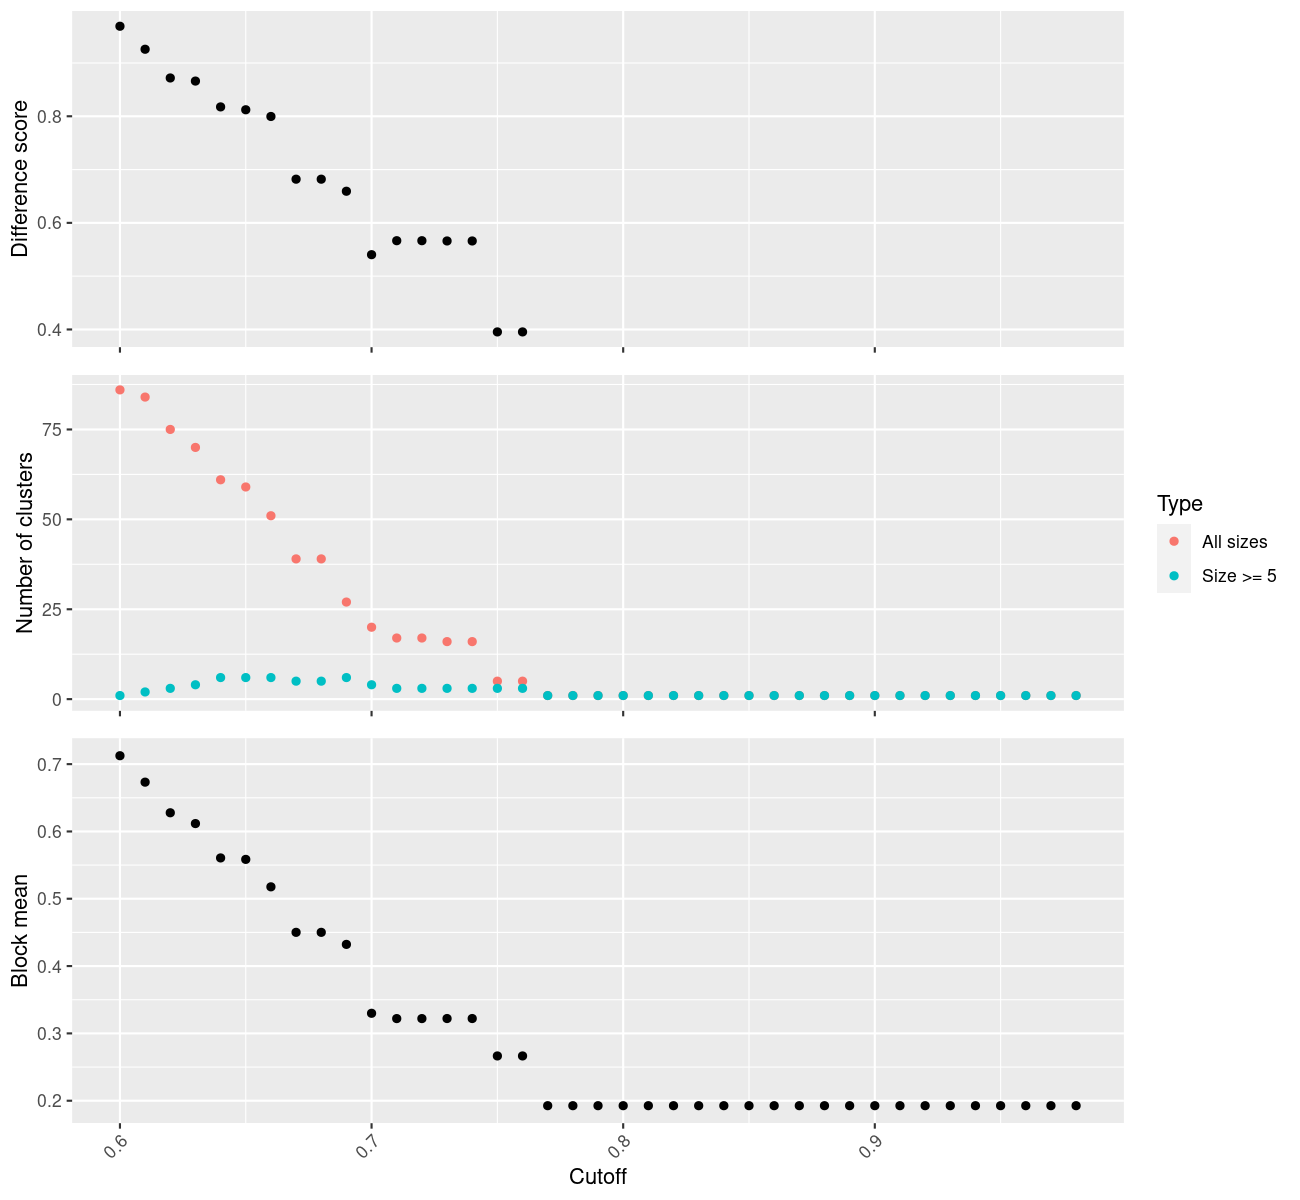 Difference score
0.8
0.6
0.4
Number of clusters
75
50
25
0
Type
All sizes
Size >= 5
Block mean
0.7
0.6
0.5
0.4
0.3
0.2
0.6
0.7
0.8
0.9
Cutoff